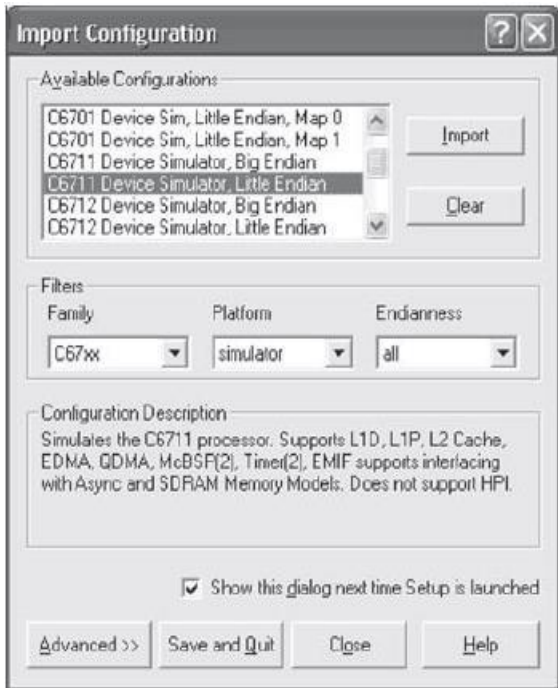 Import Configuration
Available Configurations
C6701 Device Sim, Little Endian, Map 0
C6701 Device Sim, Little Endian, Map 1
C6711 Device Simulator, Big Endian
C6711 Device Simulator, Little Endian
C6712 Device Simulator, Big Endian
C6712 Device Simulator, Little Endian
Import
Clear
Filters
Family Platform Endianness
C67xx simulator all
Configuration Description
Simulates the C6711 processor. Supports L1D, L1P, L2 Cache,
EDMA, QDMA, McBSP(2), Timer(2), EMIF supports interfacing
with Async and SDRAM Memory Models. Does not support HPI.
Show this dialog next time Setup is launched
Advanced >> Save and Quit Close Help